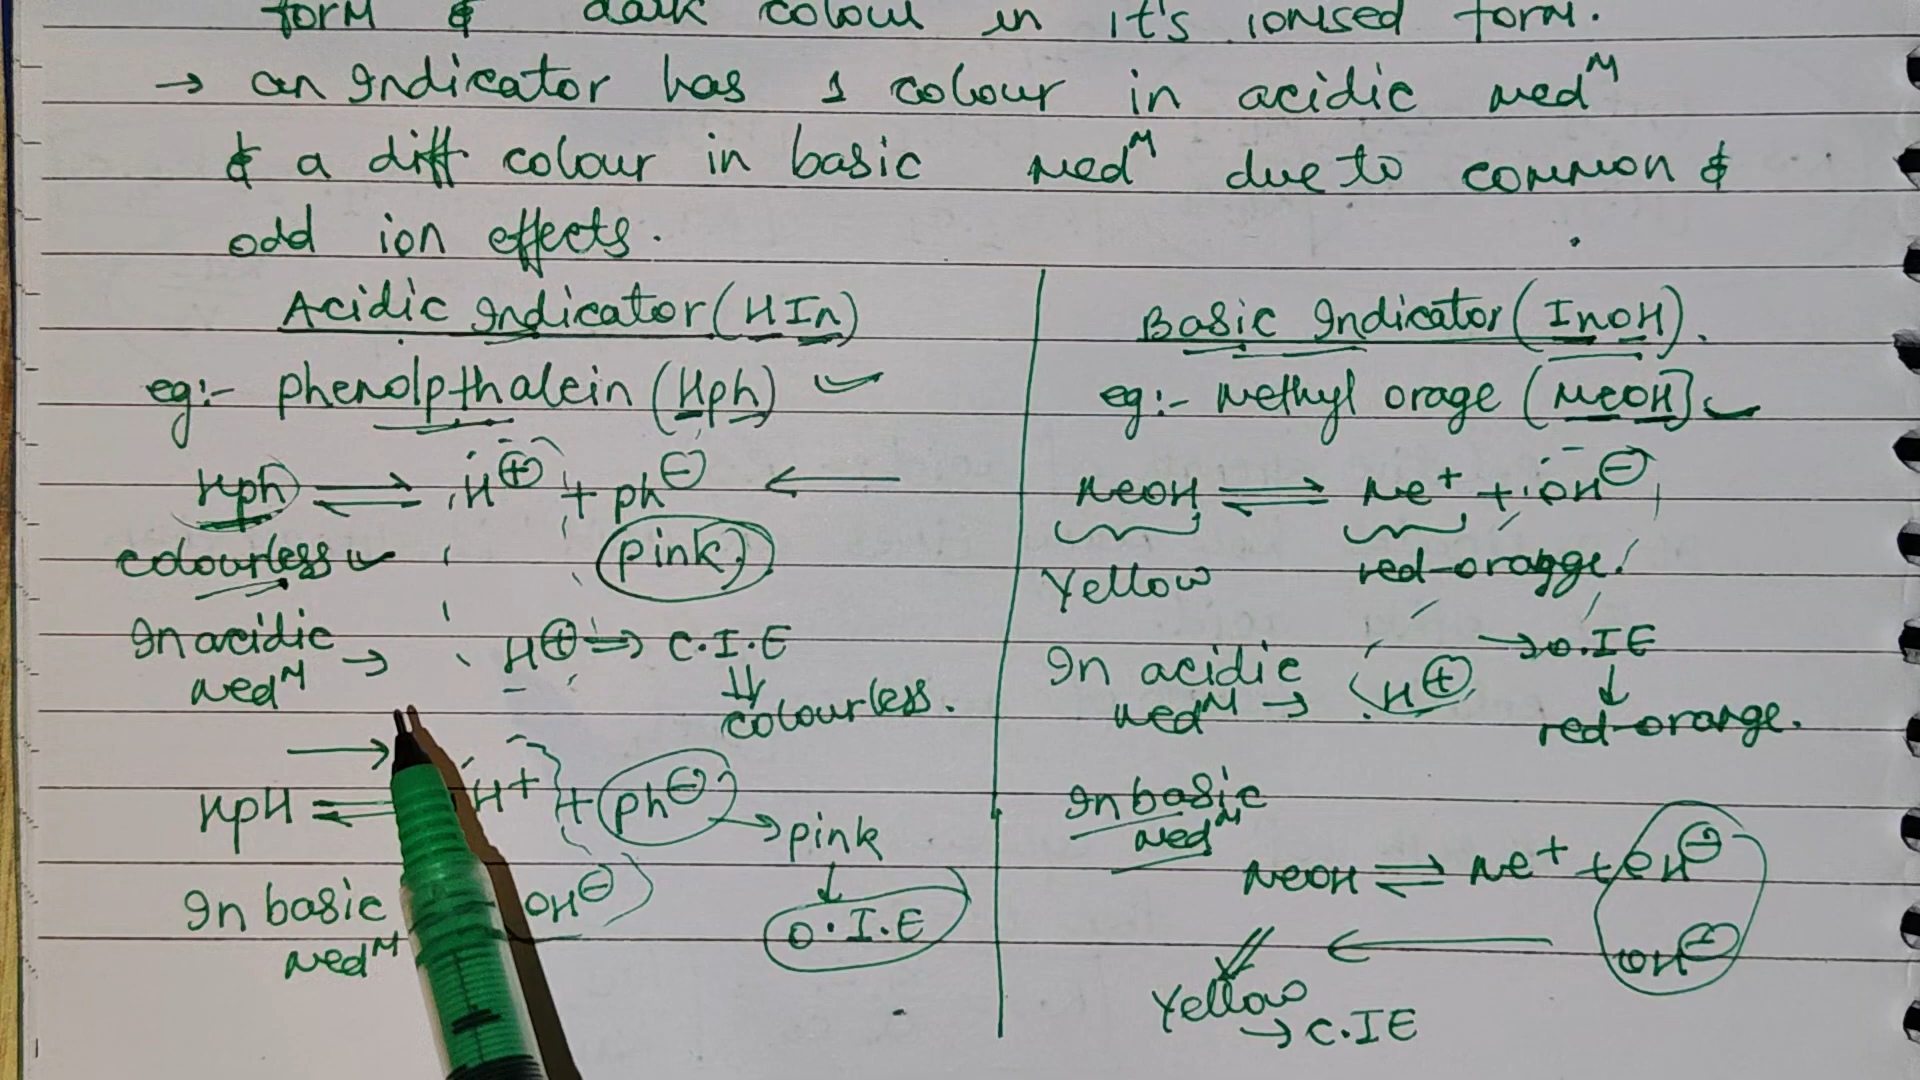 form & dark colour in it's ionised form.
→ an Indicator has 1 colour in acidic medᴹ
& a diff colour in basic medᴹ due to common &
odd ion effects.
Acidic Indicator (HIn)
eg:- phenolpthalein (Hph)
Hph ⇌ H⊕ + ph⊖ ←
colourless pink
In acidic medᴹ → H⊕ ⇒ C.I.E
⇓
colourless.
→
HpH ⇌ H+ + ph⊖ → pink
↓
In basic medᴹ OH⊖ O.I.E
Basic Indicator (InOH).
eg:- Methyl orage (MeOH)
MeOH ⇌ Me+ + OH⊖
Yellow red-orange.
In acidic medᴹ → H⊕ → O.IE
↓
red-orange.
In basic medᴹ
MeOH ⇌ Me+ + OH⊖
← OH⊖
Yellow
→ C.IE